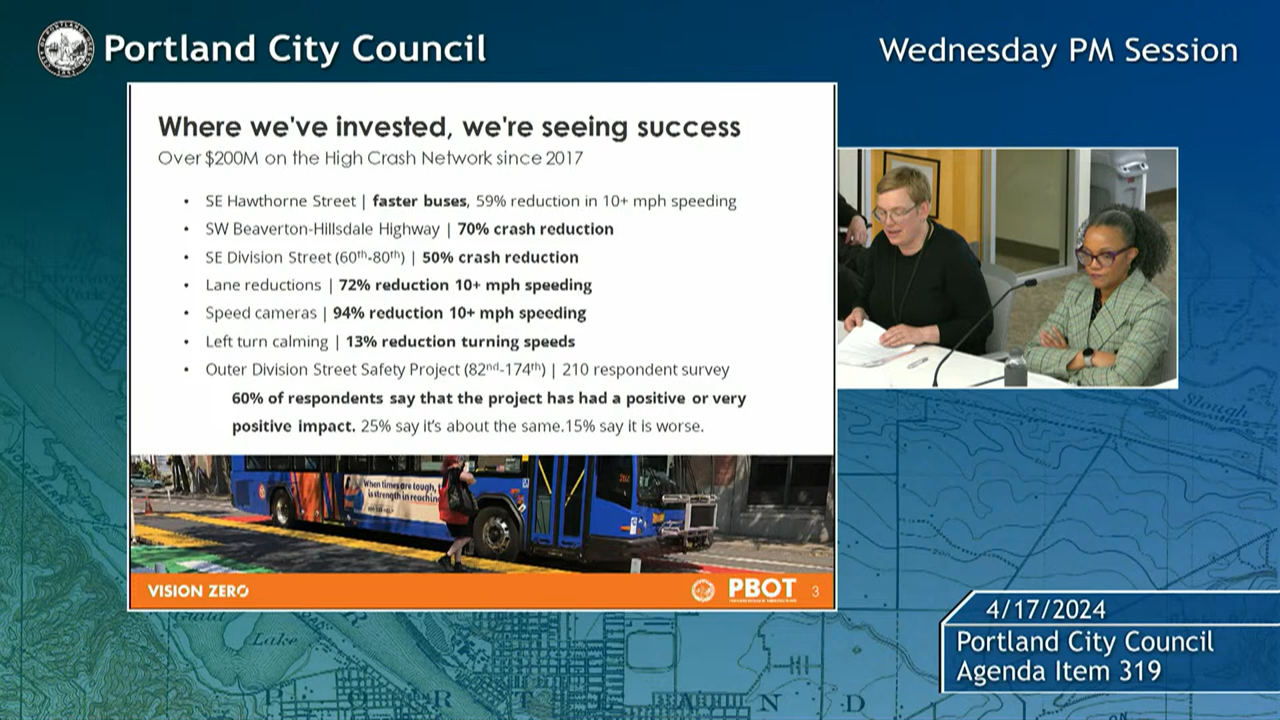 Portland City Council
Wednesday PM Session
Where we've invested, we're seeing success
Over $200M on the High Crash Network since 2017
• SE Hawthorne Street | faster buses, 59% reduction in 10+ mph speeding
• SW Beaverton-Hillsdale Highway | 70% crash reduction
• SE Division Street (60th-80th) | 50% crash reduction
• Lane reductions | 72% reduction 10+ mph speeding
• Speed cameras | 94% reduction 10+ mph speeding
• Left turn calming | 13% reduction turning speeds
• Outer Division Street Safety Project (82nd-174th) | 210 respondent survey
60% of respondents say that the project has had a positive or very
positive impact. 25% say it's about the same.15% say it is worse.
When times are tough,
is strength in reaching
VISION ZERO
PBOT
3
4/17/2024
Portland City Council
Agenda Item 319
Slough
Guild
Lake
R T L A N D